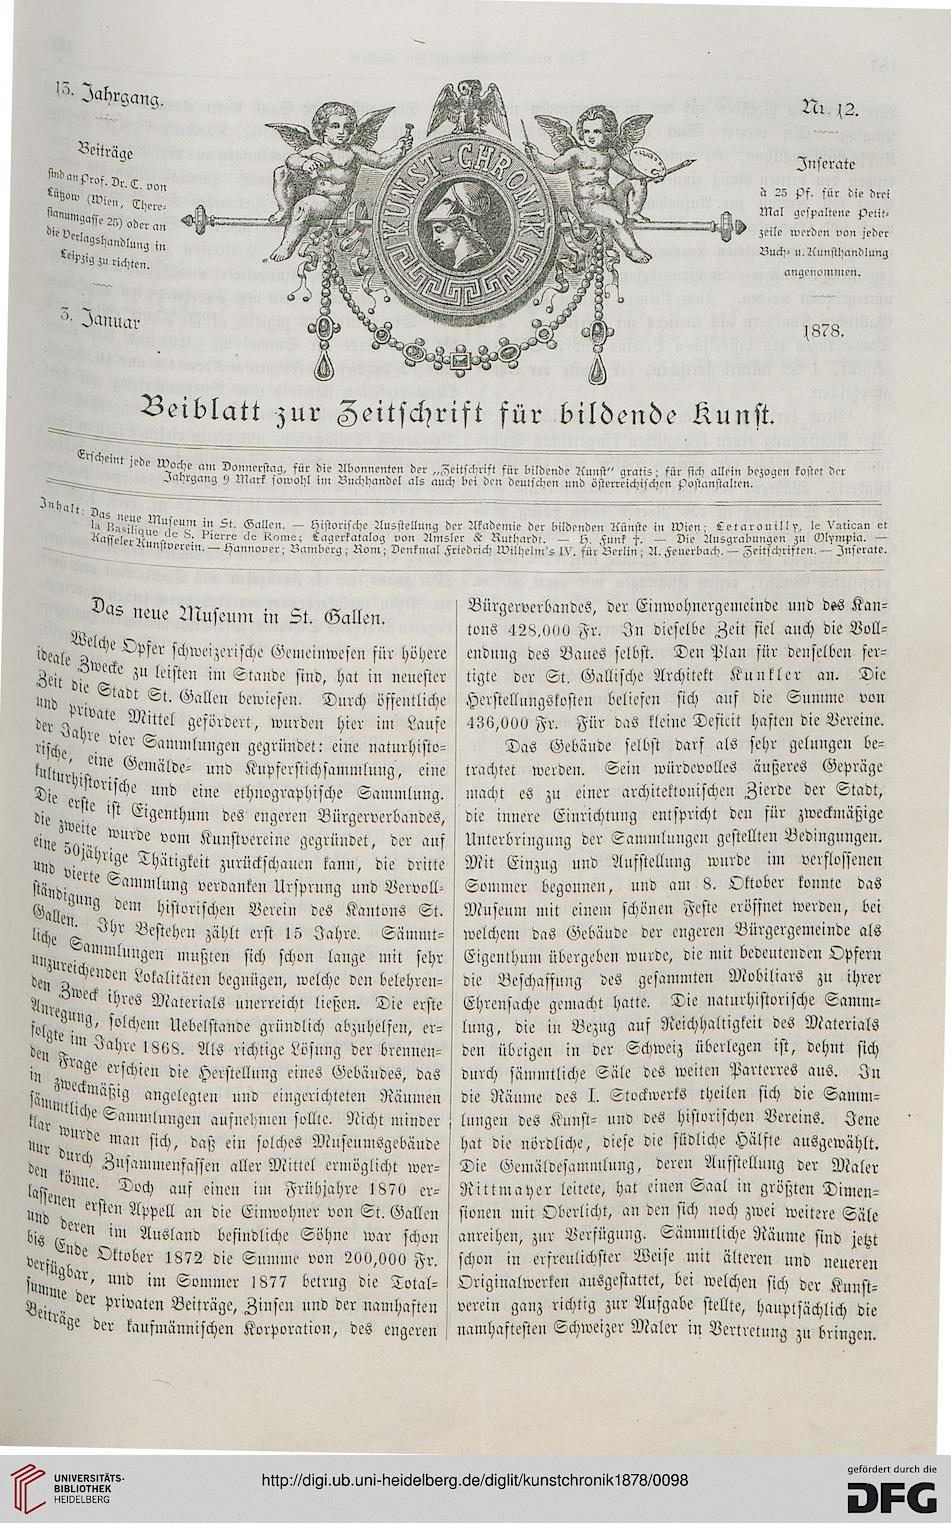 13. Jahrgang.
Beiträge
sind an Prof. Dr. C. von
Lützow (Wien, There-
sianumgasse 25) oder an
die Verlagshandlung in
Leipzig zu richten.
3. Januar
Nr. 12.
Inserate
à 25 Pf. für die drei
Mal gespaltene Petit-
zeile werden von jeder
Buch- u. Kunsthandlung
angenommen.
1878.
KUNST-CHRONIK
Beiblatt zur Zeitschrift für bildende Kunst.
Erscheint jede Woche am Donnerstag, für die Abonnenten der „Zeitschrift für bildende Kunst" gratis; für sich allein bezogen kostet der
Jahrgang 9 Mark sowohl im Buchhandel als auch bei den deutschen und österreichischen Postanstalten.
Inhalt: Das neue Museum in St. Gallen. — Historische Ausstellung der Akademie der bildenden Künste in Wien; Letarouilly, le Vatican et
la Basilique de S. Pierre de Rome; Lagerkatalog von Amsler & Ruthardt. — H. Funk †. — Die Ausgrabungen zu Olympia. —
Kasseler Kunstverein. — Hannover; Bamberg; Rom; Denkmal Friedrich Wilhelm's IV. für Berlin; A. Feuerbach. — Zeitschriften. — Inserate.
Das neue Museum in St. Gallen.
Welche Opfer schweizerische Gemeinwesen für höhere
ideale Zwecke zu leisten im Stande sind, hat in neuester
Zeit die Stadt St. Gallen bewiesen. Durch öffentliche
und private Mittel gefördert, wurden hier im Laufe
der Jahre vier Sammlungen gegründet: eine naturhisto-
rische, eine Gemälde- und Kupferstichsammlung, eine
kulturhistorische und eine ethnographische Sammlung.
Die erste ist Eigenthum des engeren Bürgerverbandes,
die zweite wurde vom Kunstvereine gegründet, der auf
eine 50jährige Thätigkeit zurückschauen kann, die dritte
und vierte Sammlung verdanken Ursprung und Vervoll-
ständigung dem historischen Verein des Kantons St.
Gallen. Ihr Bestehen zählt erst 15 Jahre. Sämmt-
liche Sammlungen mußten sich schon lange mit sehr
unzureichenden Lokalitäten begnügen, welche den belehren-
den Zweck ihres Materials unerreicht ließen. Die erste
Anregung, solchem Uebelstande gründlich abzuhelfen, er-
folgte im Jahre 1868. Als richtige Lösung der brennen-
den Frage erschien die Herstellung eines Gebäudes, das
in zweckmäßig angelegten und eingerichteten Räumen
sämmtliche Sammlungen aufnehmen sollte. Nicht minder
klar wurde man sich, daß ein solches Museumsgebäude
nur durch Zusammenfassen aller Mittel ermöglicht wer-
den könne. Doch auf einen im Frühjahre 1870 er-
lassenen ersten Appell an die Einwohner von St. Gallen
und deren im Ausland befindliche Söhne war schon
bis Ende Oktober 1872 die Summe von 200,000 Fr.
verfügbar, und im Sommer 1877 betrug die Total-
summe der privaten Beiträge, Zinsen und der namhaften
Beiträge der kaufmännischen Korporation, des engeren
Bürgerverbandes, der Einwohnergemeinde und des Kan-
tons 428,000 Fr. In dieselbe Zeit fiel auch die Voll-
endung des Baues selbst. Den Plan für denselben fer-
tigte der St. Gallische Architekt Kunkler an. Die
Herstellungskosten beliefen sich auf die Summe von
436,000 Fr. Für das kleine Deficit haften die Vereine.
Das Gebäude selbst darf als sehr gelungen be-
trachtet werden. Sein würdevolles äußeres Gepräge
macht es zu einer architektonischen Zierde der Stadt,
die innere Einrichtung entspricht den für zweckmäßige
Unterbringung der Sammlungen gestellten Bedingungen.
Mit Einzug und Aufstellung wurde im verflossenen
Sommer begonnen, und am 8. Oktober konnte das
Museum mit einem schönen Feste eröffnet werden, bei
welchem das Gebäude der engeren Bürgergemeinde als
Eigenthum übergeben wurde, die mit bedeutenden Opfern
die Beschaffung des gesammten Mobiliars zu ihrer
Ehrensache gemacht hatte. Die naturhistorische Samm-
lung, die in Bezug auf Reichhaltigkeit des Materials
den übrigen in der Schweiz überlegen ist, dehnt sich
durch sämmtliche Säle des weiten Parterres aus. In
die Räume des I. Stockwerks theilen sich die Samm-
lungen des Kunst- und des historischen Vereins. Jene
hat die nördliche, diese die südliche Hälfte ausgewählt.
Die Gemäldesammlung, deren Aufstellung der Maler
Rittmayer leitete, hat einen Saal in größten Dimen-
sionen mit Oberlicht, an den sich noch zwei weitere Säle
anreihen, zur Verfügung. Sämmtliche Räume sind jetzt
schon in erfreulichster Weise mit älteren und neueren
Originalwerken ausgestattet, bei welchen sich der Kunst-
verein ganz richtig zur Aufgabe stellte, hauptsächlich die
namhaftesten Schweizer Maler in Vertretung zu bringen.
UNIVERSITÄTS-
BIBLIOTHEK
HEIDELBERG
http://digi.ub.uni-heidelberg.de/diglit/kunstchronik1878/0098
gefördert durch die
DFG